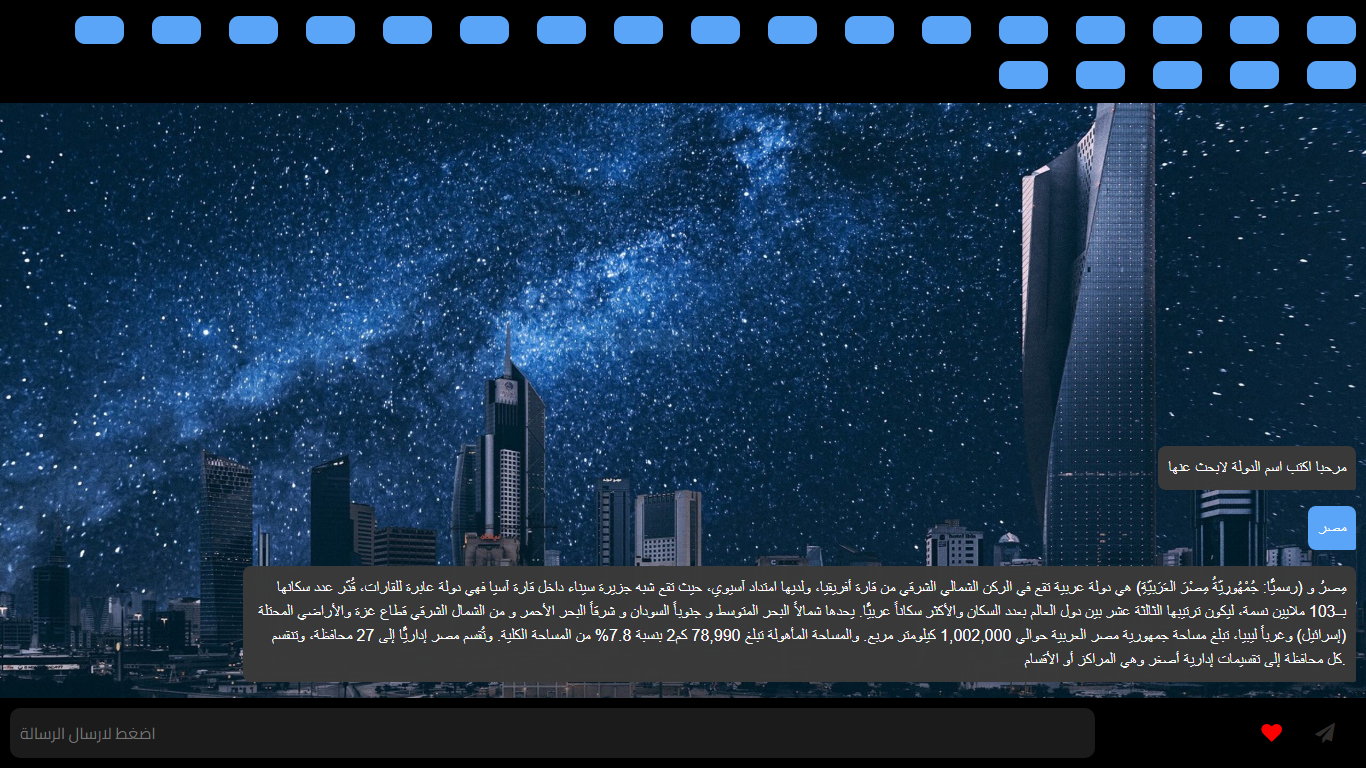 مرحبا اكتب اسم الدولة لابحث عنها
مصر
مِصرُ و (رسميًّا: جُمْهُورِيّةُ مِصْرَ العَرَبيّةِ) هي دولة عربية تقع في الركن الشمالي الشرقي من قارة أفريقيا، ولديها امتداد آسيوي، حيث تقع شبه جزيرة سيناء داخل قارة آسيا فهي دولة عابرة للقارات، قُدّر عدد سكانها
بـ103 ملايين نسمة، ليكون ترتيبها الثالثة عشر بين دول العالم بعدد السكان والأكثر سكاناً عربيًّا. يحدها شمالاً البحر المتوسط و جنوباً السودان و شرقاً البحر الأحمر و من الشمال الشرقي قطاع غزة والأراضي المحتلة
(إسرائيل) وغرباً ليبيا، تبلغ مساحة جمهورية مصر العربية حوالي 1,002,000 كيلومتر مربع. والمساحة المأهولة تبلغ 78,990 كم2 بنسبة 7.8% من المساحة الكلية. وتُقسم مصر إداريًّا إلى 27 محافظة، وتنقسم
.كل محافظة إلى تقسيمات إدارية أصغر وهي المراكز أو الأقسام
اضغط لارسال الرسالة